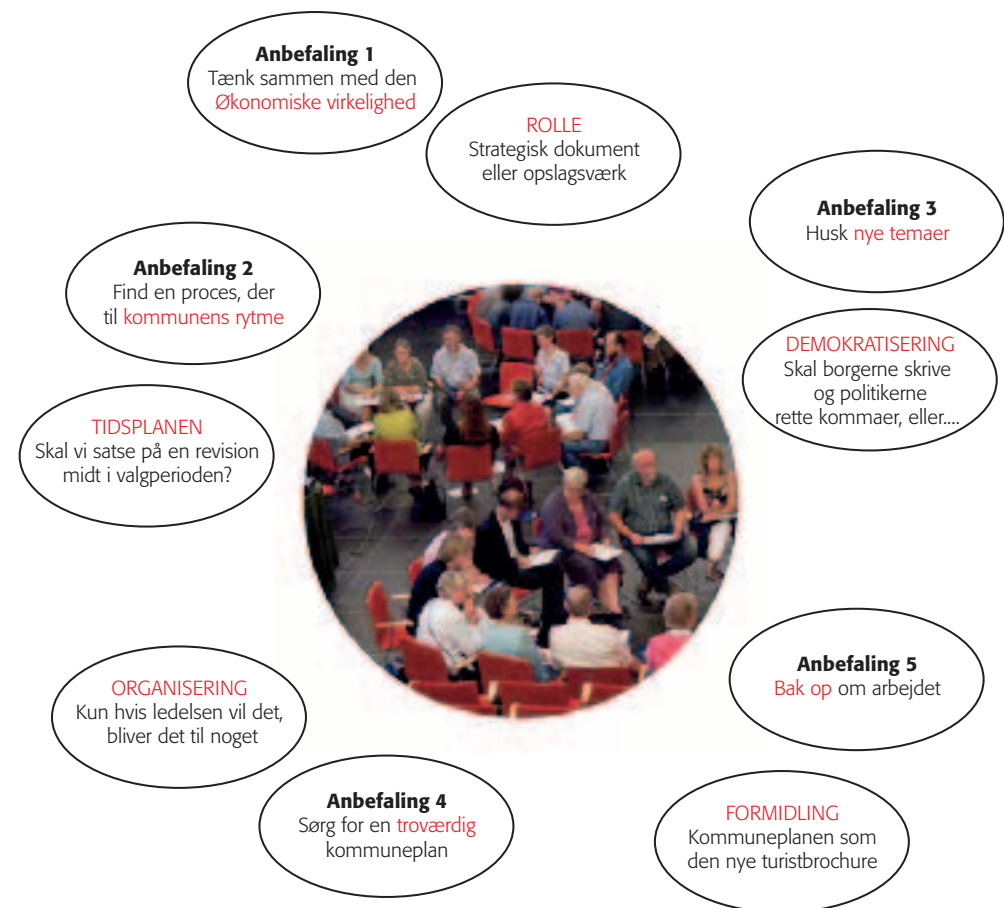 Anbefaling 1
Tænk sammen med den
Økonomiske virkelighed
ROLLE
Strategisk dokument
eller opslagsværk
Anbefaling 3
Husk nye temaer
Anbefaling 2
Find en proces, der
til kommunens rytme
DEMOKRATISERING
Skal borgerne skrive
og politikerne
rette kommaer, eller....
TIDSPLANEN
Skal vi satse på en revision
midt i valgperioden?
ORGANISERING
Kun hvis ledelsen vil det,
bliver det til noget
Anbefaling 5
Bak op om arbejdet
Anbefaling 4
Sørg for en troværdig
kommuneplan
FORMIDLING
Kommuneplanen som
den nye turistbrochure